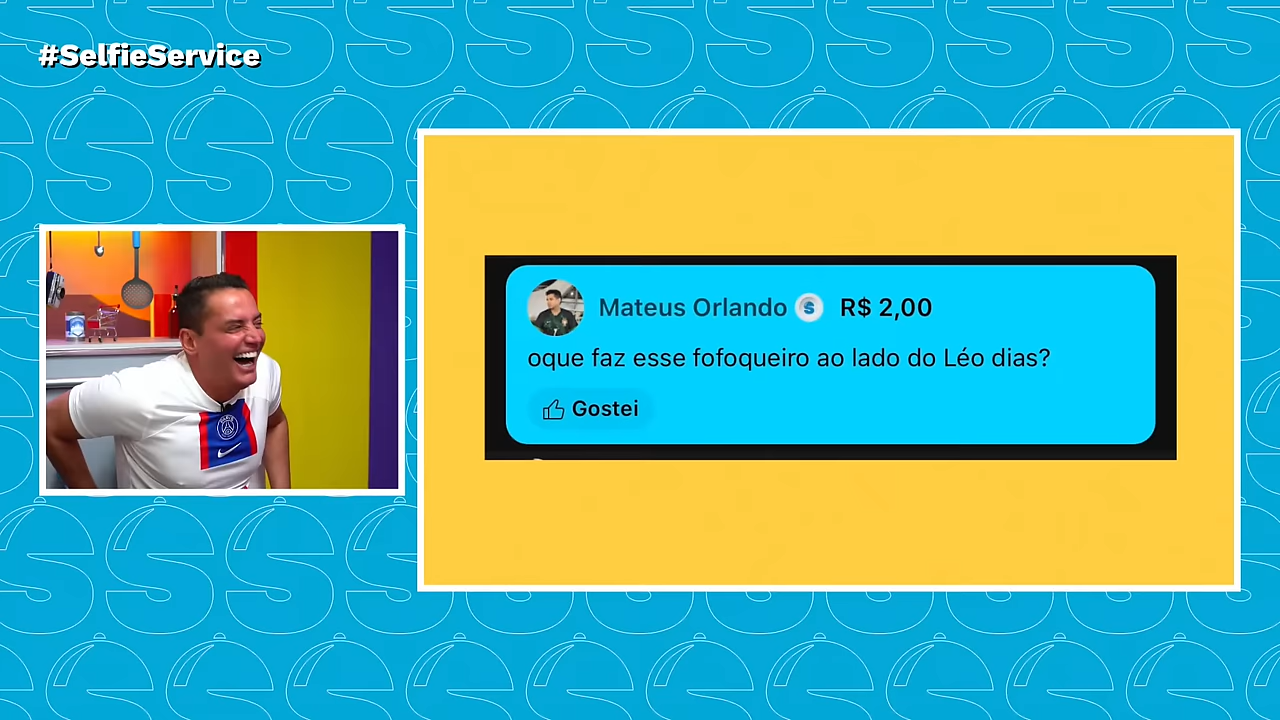 #SelfieService
Mateus Orlando S R$ 2,00
oque faz esse fofoqueiro ao lado do Léo dias?
Gostei